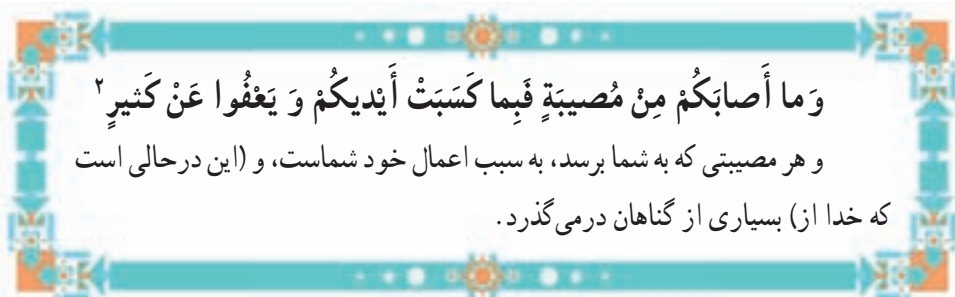 وَ ما أَصابَكُمْ مِنْ مُصیبَةٍ فَبِما كَسَبَتْ أَیْدیكُمْ وَ یَعْفُوا عَنْ كَثیرٍ۲
و هر مصیبتی که به شما برسد، به سبب اعمال خود شماست، و (این درحالی است
که خدا از) بسیاری از گناهان درمی‌گذرد.